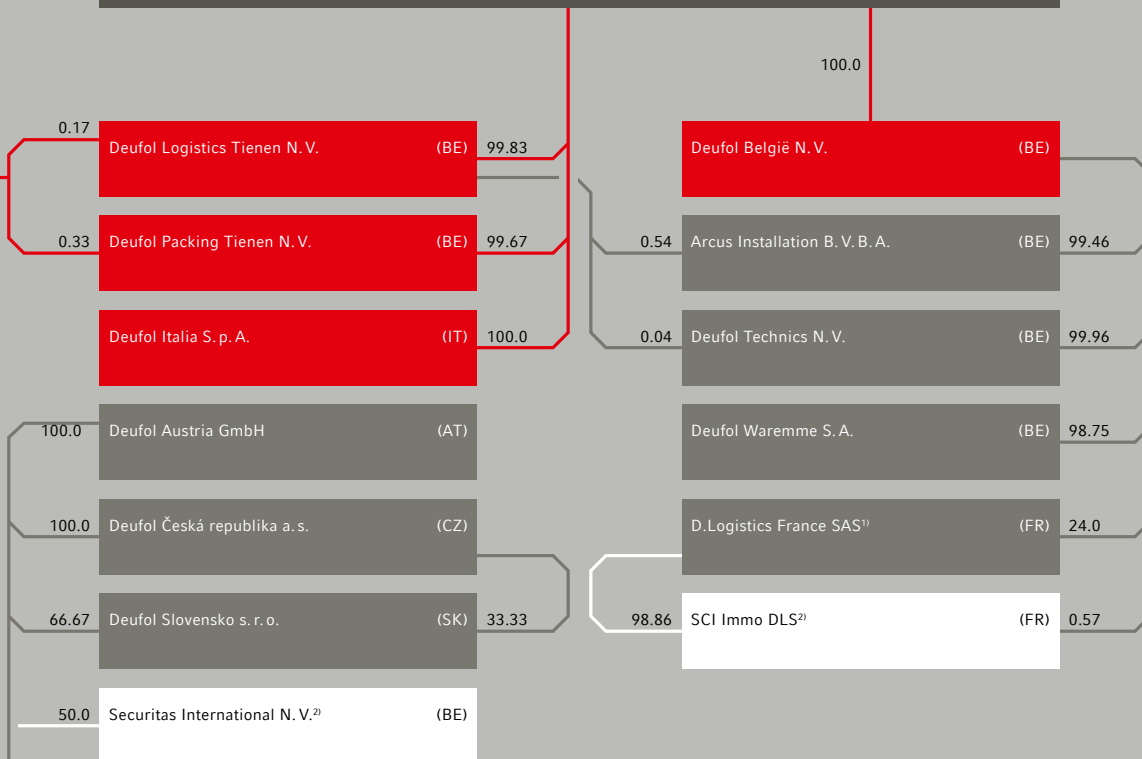 100.0
0.17 Deufol Logistics Tienen N.V. (BE) 99.83
Deufol België N.V. (BE)
0.33 Deufol Packing Tienen N.V. (BE) 99.67
0.54 Arcus Installation B.V.B.A. (BE) 99.46
Deufol Italia S.p.A. (IT) 100.0
0.04 Deufol Technics N.V. (BE) 99.96
100.0 Deufol Austria GmbH (AT)
Deufol Waremme S.A. (BE) 98.75
100.0 Deufol Česká republika a.s. (CZ)
D.Logistics France SAS¹⁾ (FR) 24.0
66.67 Deufol Slovensko s.r.o. (SK) 33.33
98.86 SCI Immo DLS²⁾ (FR) 0.57
50.0 Securitas International N.V.²⁾ (BE)